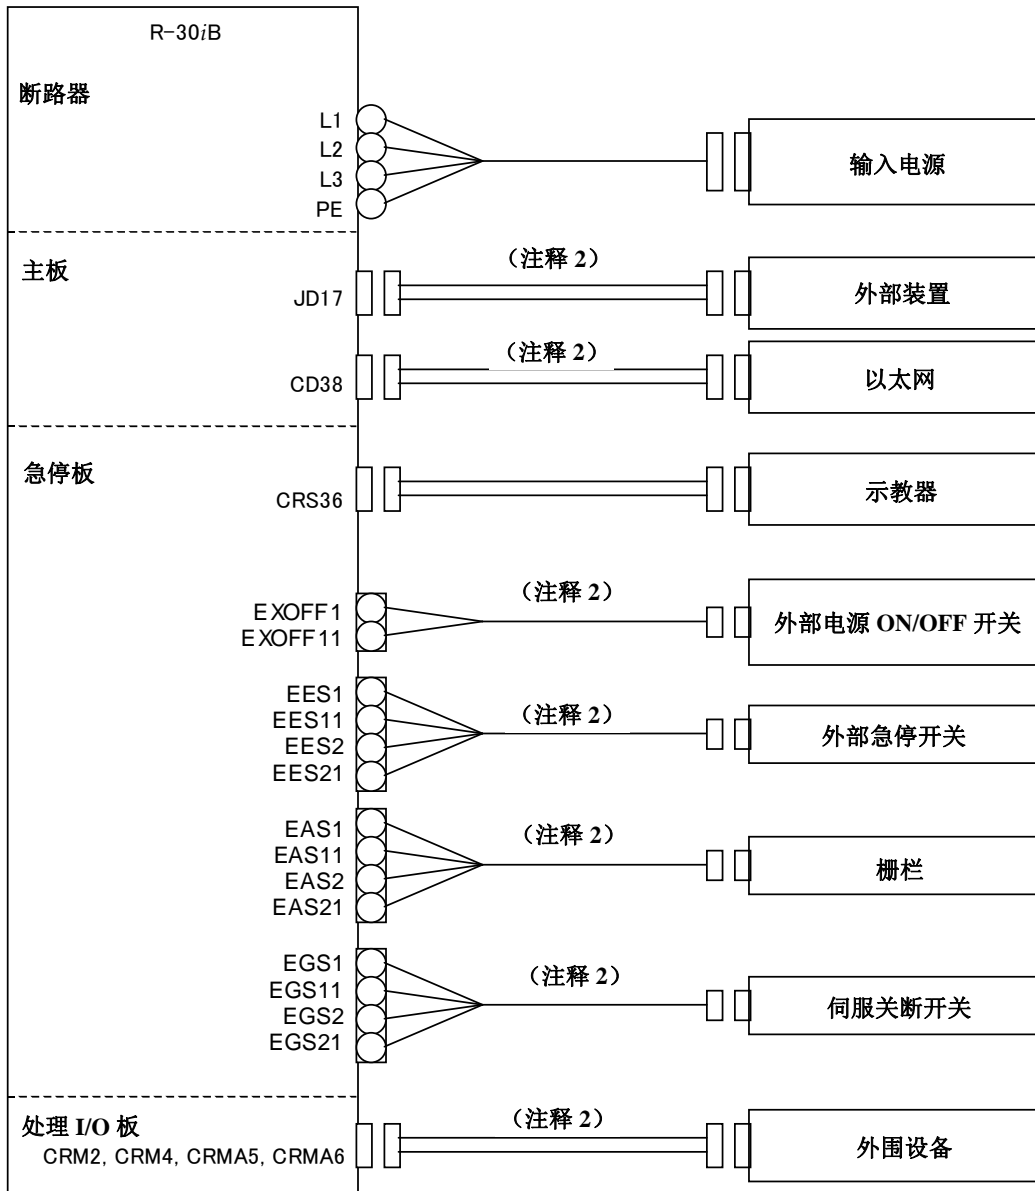 R-30iB
断路器
L1
L2
L3
PE
输入电源
主板
JD17
（注释 2）
外部装置
CD38
（注释 2）
以太网
急停板
CRS36
示教器
EXOFF1
EXOFF11
（注释 2）
外部电源 ON/OFF 开关
EES1
EES11
EES2
EES21
（注释 2）
外部急停开关
EAS1
EAS11
EAS2
EAS21
（注释 2）
栅栏
EGS1
EGS11
EGS2
EGS21
（注释 2）
伺服关断开关
处理 I/O 板
CRM2, CRM4, CRMA5, CRMA6
（注释 2）
外围设备